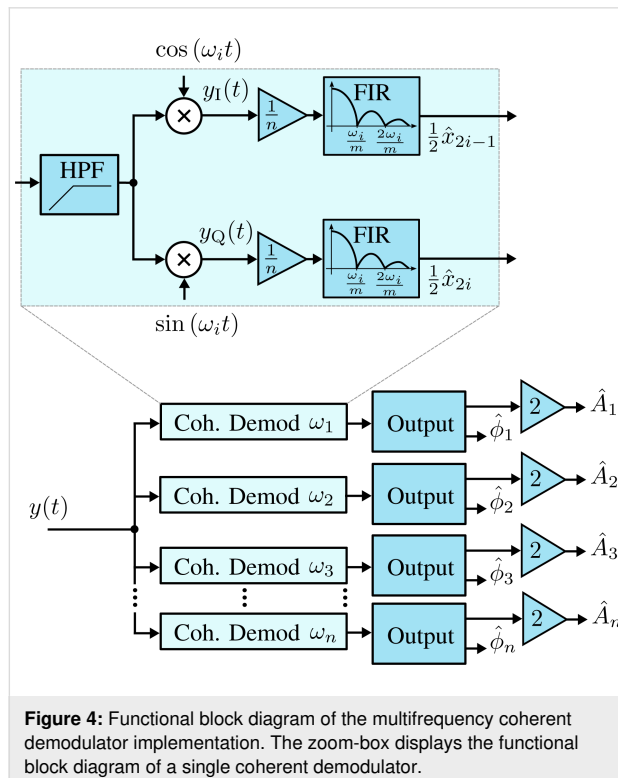 cos (ωᵢt)
y_I(t)
1/n
FIR
ωᵢ/m 2ωᵢ/m
½ x̂₂ᵢ₋₁
HPF
×
y_Q(t)
1/n
FIR
ωᵢ/m 2ωᵢ/m
½ x̂₂ᵢ
×
sin (ωᵢt)
y(t)
Coh. Demod ω₁ Output 2 Â₁
ϕ̂₁
Coh. Demod ω₂ Output 2 Â₂
ϕ̂₂
Coh. Demod ω₃ Output 2 Â₃
ϕ̂₃
Coh. Demod ωₙ Output 2 Âₙ
ϕ̂ₙ
Figure 4: Functional block diagram of the multifrequency coherent
demodulator implementation. The zoom-box displays the functional
block diagram of a single coherent demodulator.